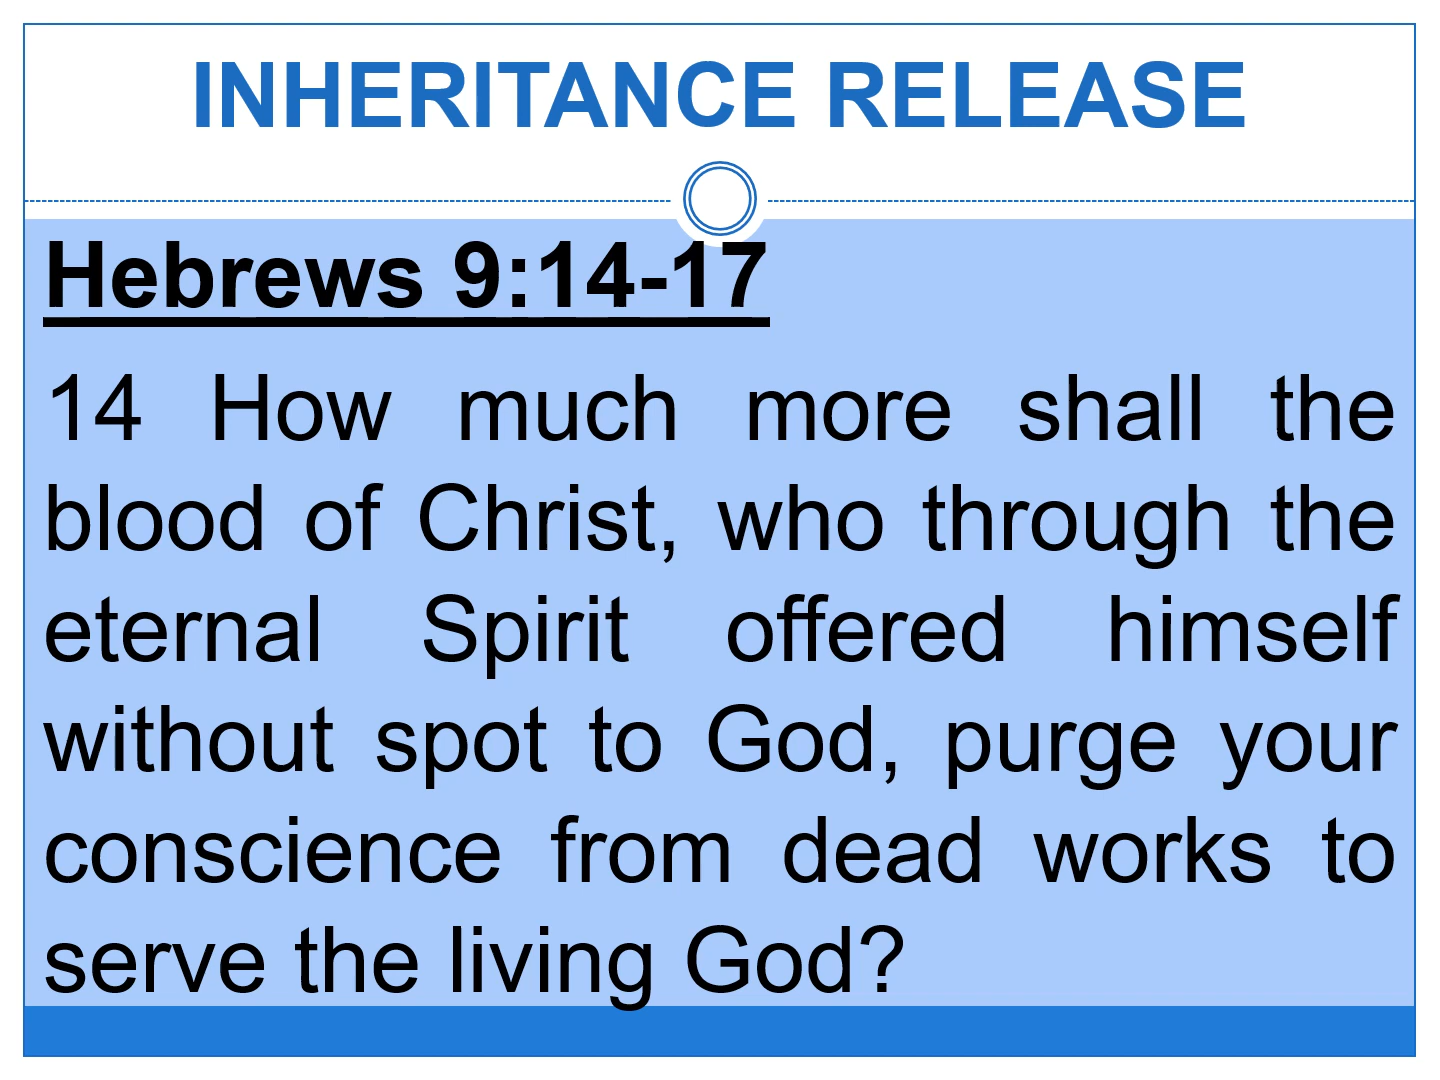 INHERITANCE RELEASE
Hebrews 9:14-17
14 How much more shall the
blood of Christ, who through the
eternal Spirit offered himself
without spot to God, purge your
conscience from dead works to
serve the living God?